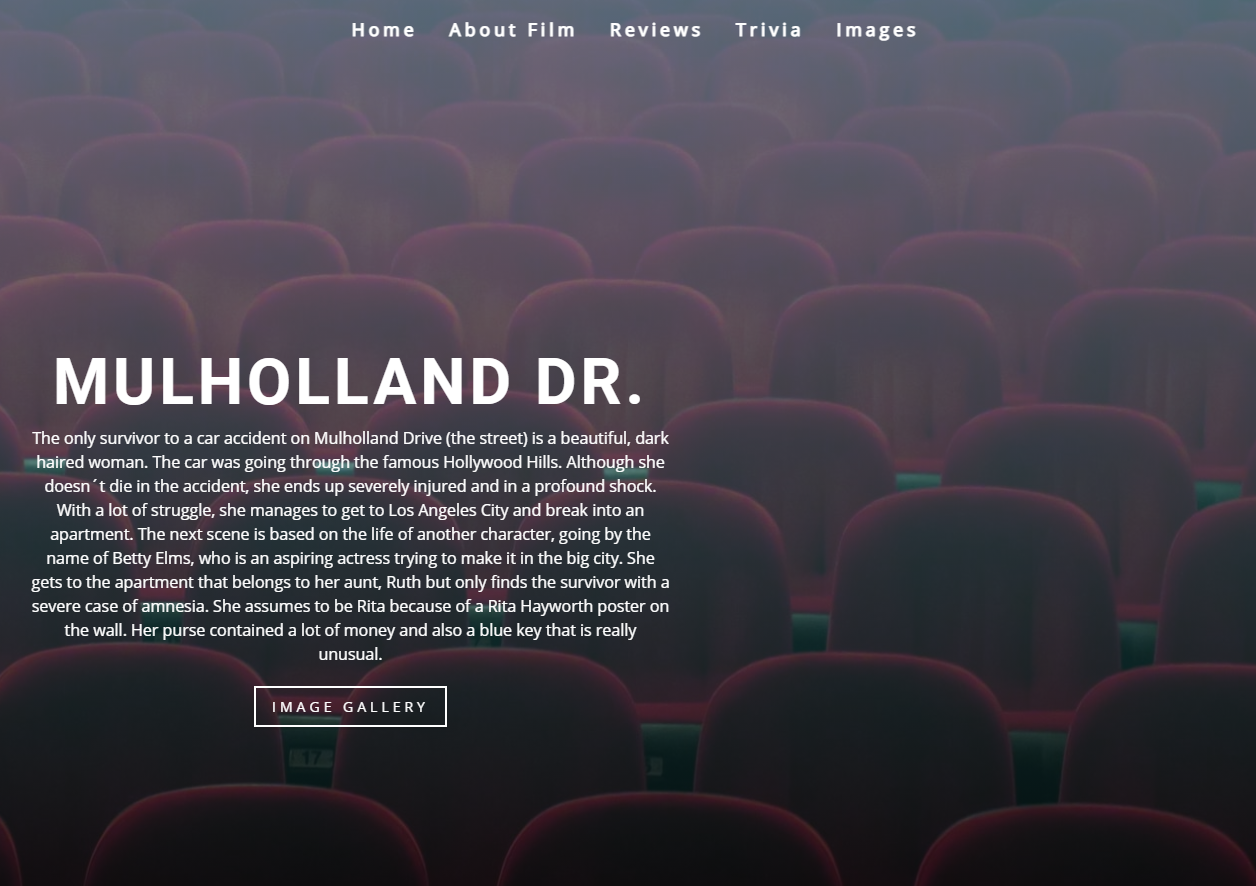 Home About Film Reviews Trivia Images
MULHOLLAND DR.
The only survivor to a car accident on Mulholland Drive (the street) is a beautiful, dark
haired woman. The car was going through the famous Hollywood Hills. Although she
doesn´t die in the accident, she ends up severely injured and in a profound shock.
With a lot of struggle, she manages to get to Los Angeles City and break into an
apartment. The next scene is based on the life of another character, going by the
name of Betty Elms, who is an aspiring actress trying to make it in the big city. She
gets to the apartment that belongs to her aunt, Ruth but only finds the survivor with a
severe case of amnesia. She assumes to be Rita because of a Rita Hayworth poster on
the wall. Her purse contained a lot of money and also a blue key that is really
unusual.
IMAGE GALLERY
17